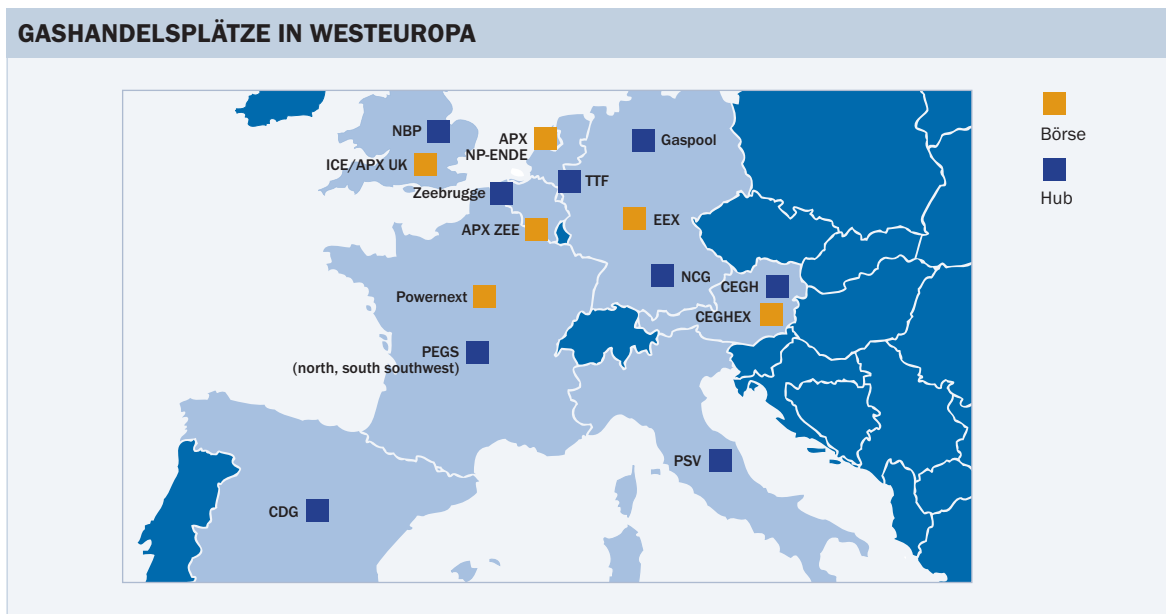 GASHANDELSPLÄTZE IN WESTEUROPA
NBP
ICE/APX UK
APX
NP-ENDE
Gaspool
Zeebrugge
TTF
APX ZEE
EEX
NCG
CEGH
CEGHEX
Powernext
PEGS
(north, south southwest)
PSV
CDG
Börse
Hub